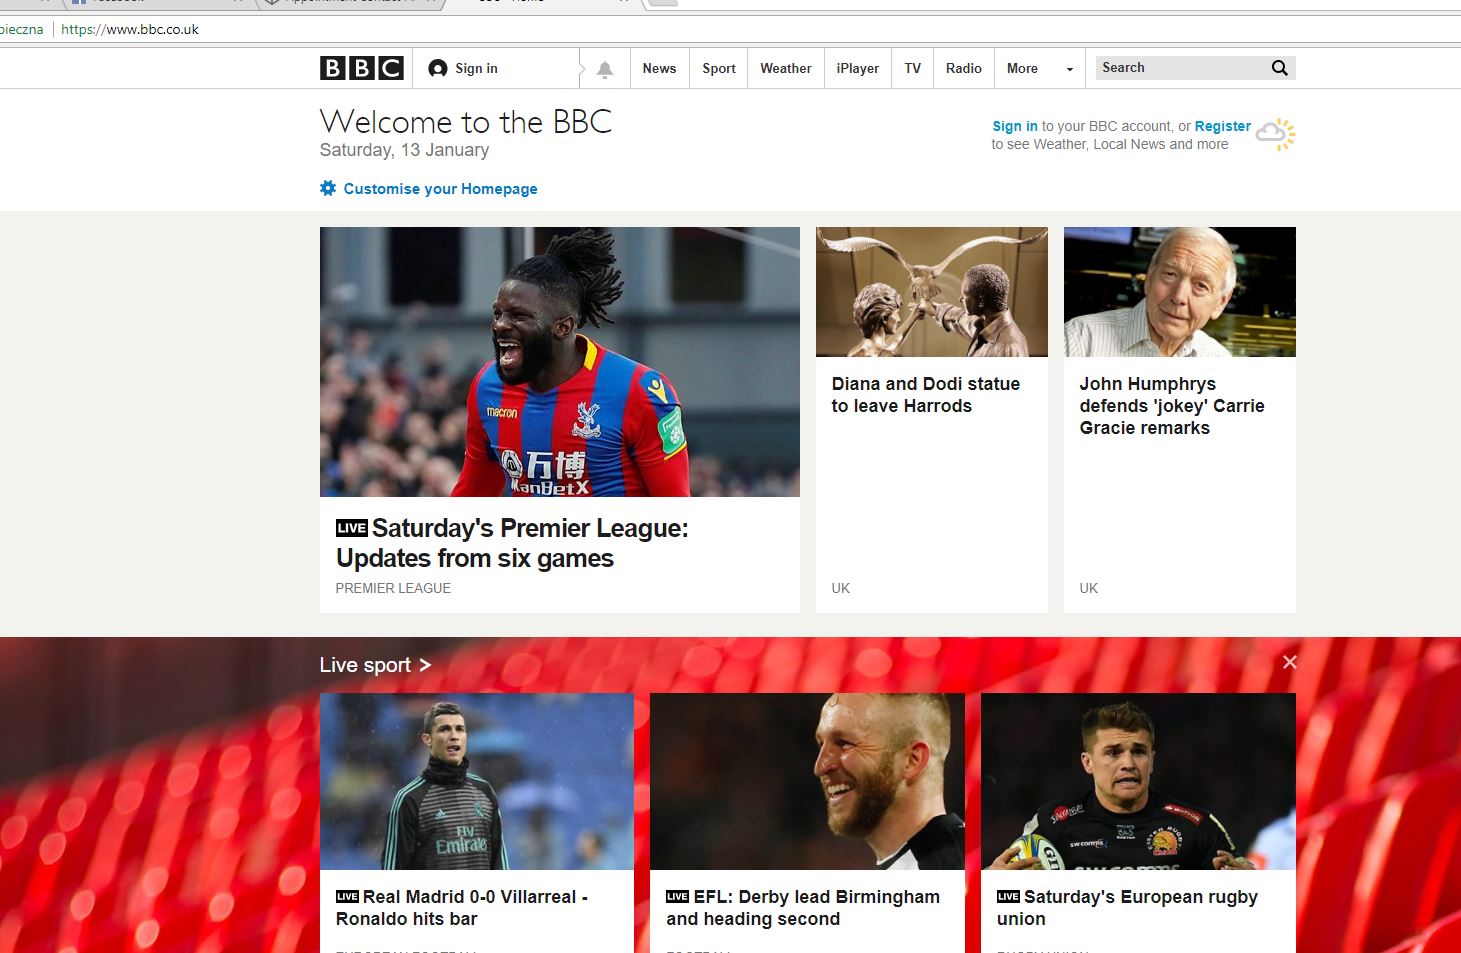 pieczna https://www.bbc.co.uk
BBC Sign in News Sport Weather iPlayer TV Radio More Search
Welcome to the BBC
Saturday, 13 January
Sign in to your BBC account, or Register
to see Weather, Local News and more
Customise your Homepage
macron
万博
ManBetX
LIVE Saturday's Premier League:
Updates from six games
PREMIER LEAGUE
Diana and Dodi statue
to leave Harrods
UK
John Humphrys
defends 'jokey' Carrie
Gracie remarks
UK
Live sport >
Fly
Emirates
LIVE Real Madrid 0-0 Villarreal -
Ronaldo hits bar
LIVE EFL: Derby lead Birmingham
and heading second
sw comms
LIVE Saturday's European rugby
union